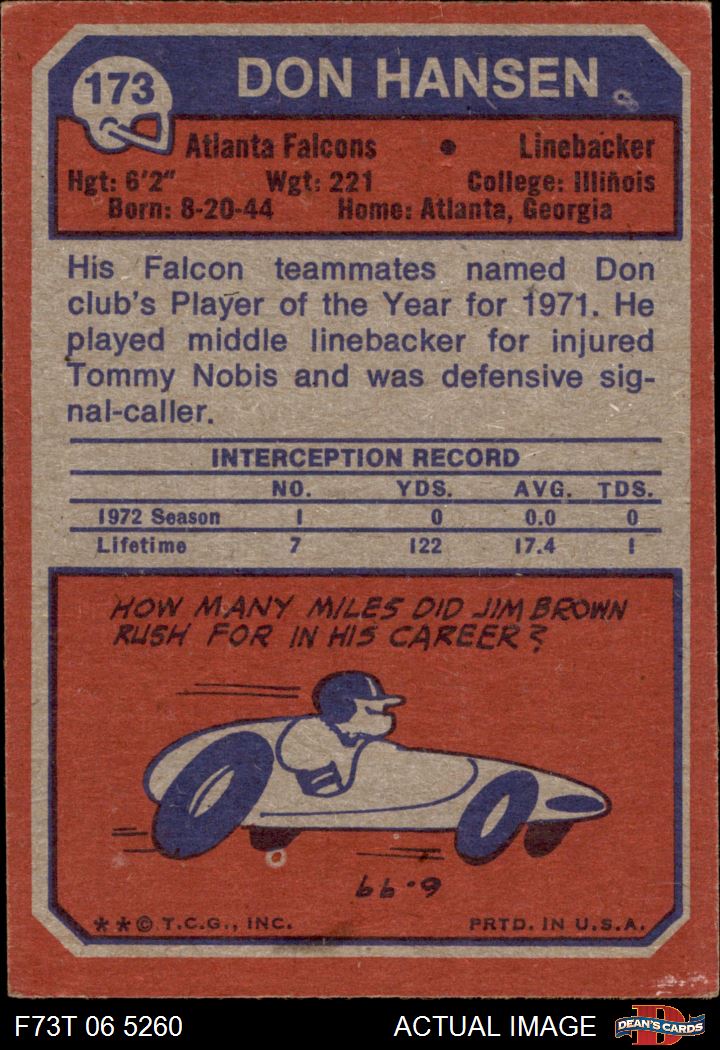 173
DON HANSEN
Atlanta Falcons • Linebacker
Hgt: 6'2" Wgt: 221 College: Illinois
Born: 8-20-44 Home: Atlanta, Georgia
His Falcon teammates named Don
club's Player of the Year for 1971. He
played middle linebacker for injured
Tommy Nobis and was defensive sig-
nal-caller.
INTERCEPTION RECORD
NO. YDS. AVG. TDS.
1972 Season 1 0 0.0 0
Lifetime 7 122 17.4 1
HOW MANY MILES DID JIM BROWN
RUSH FOR IN HIS CAREER?
6·99
**© T.C.G., INC. PRTD. IN U.S.A.
F73T 06 5260 ACTUAL IMAGE DEAN'S CARDS